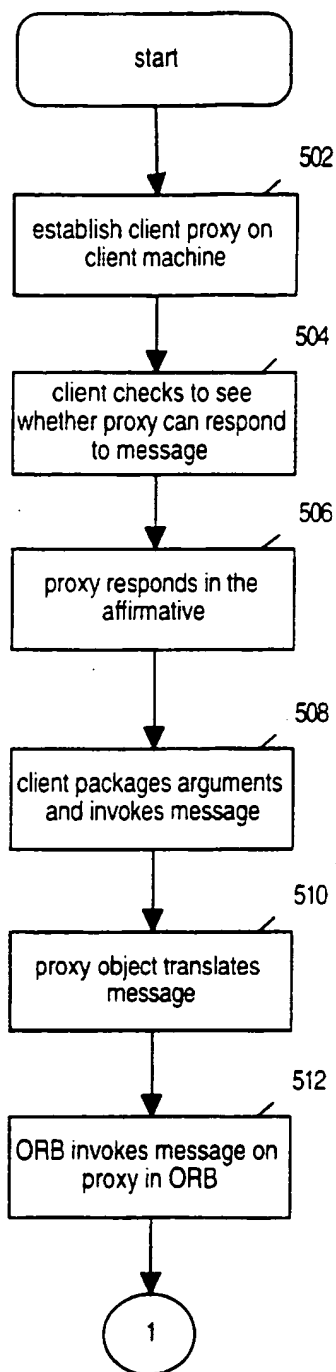 start
502
establish client proxy on
client machine
504
client checks to see
whether proxy can respond
to message
506
proxy responds in the
affirmative
508
client packages arguments
and invokes message
510
proxy object translates
message
512
ORB invokes message on
proxy in ORB
1